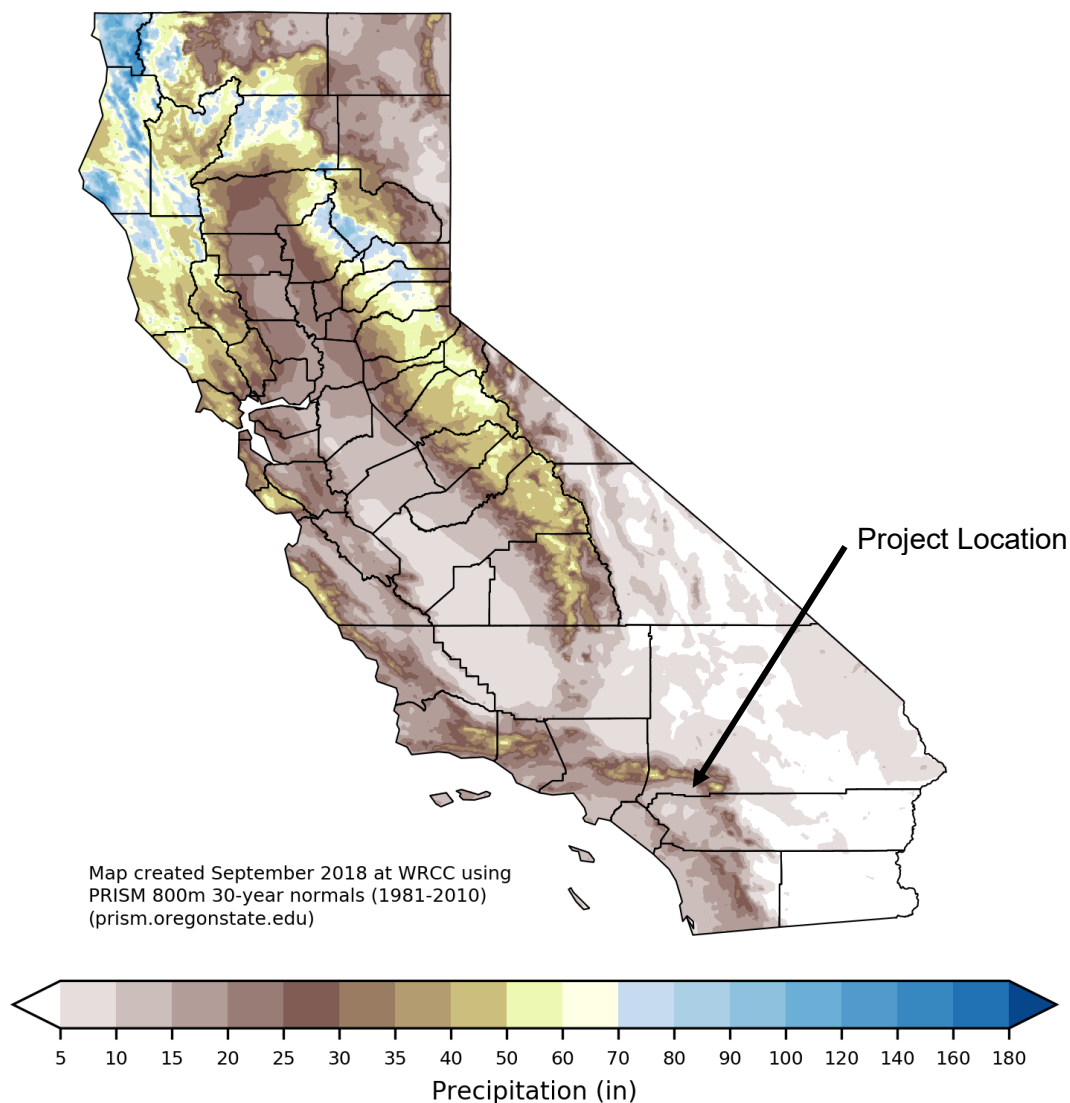 Project Location
Map created September 2018 at WRCC using
PRISM 800m 30-year normals (1981-2010)
(prism.oregonstate.edu)
5 10 15 20 25 30 35 40 50 60 70 80 90 100 120 140 160 180
Precipitation (in)